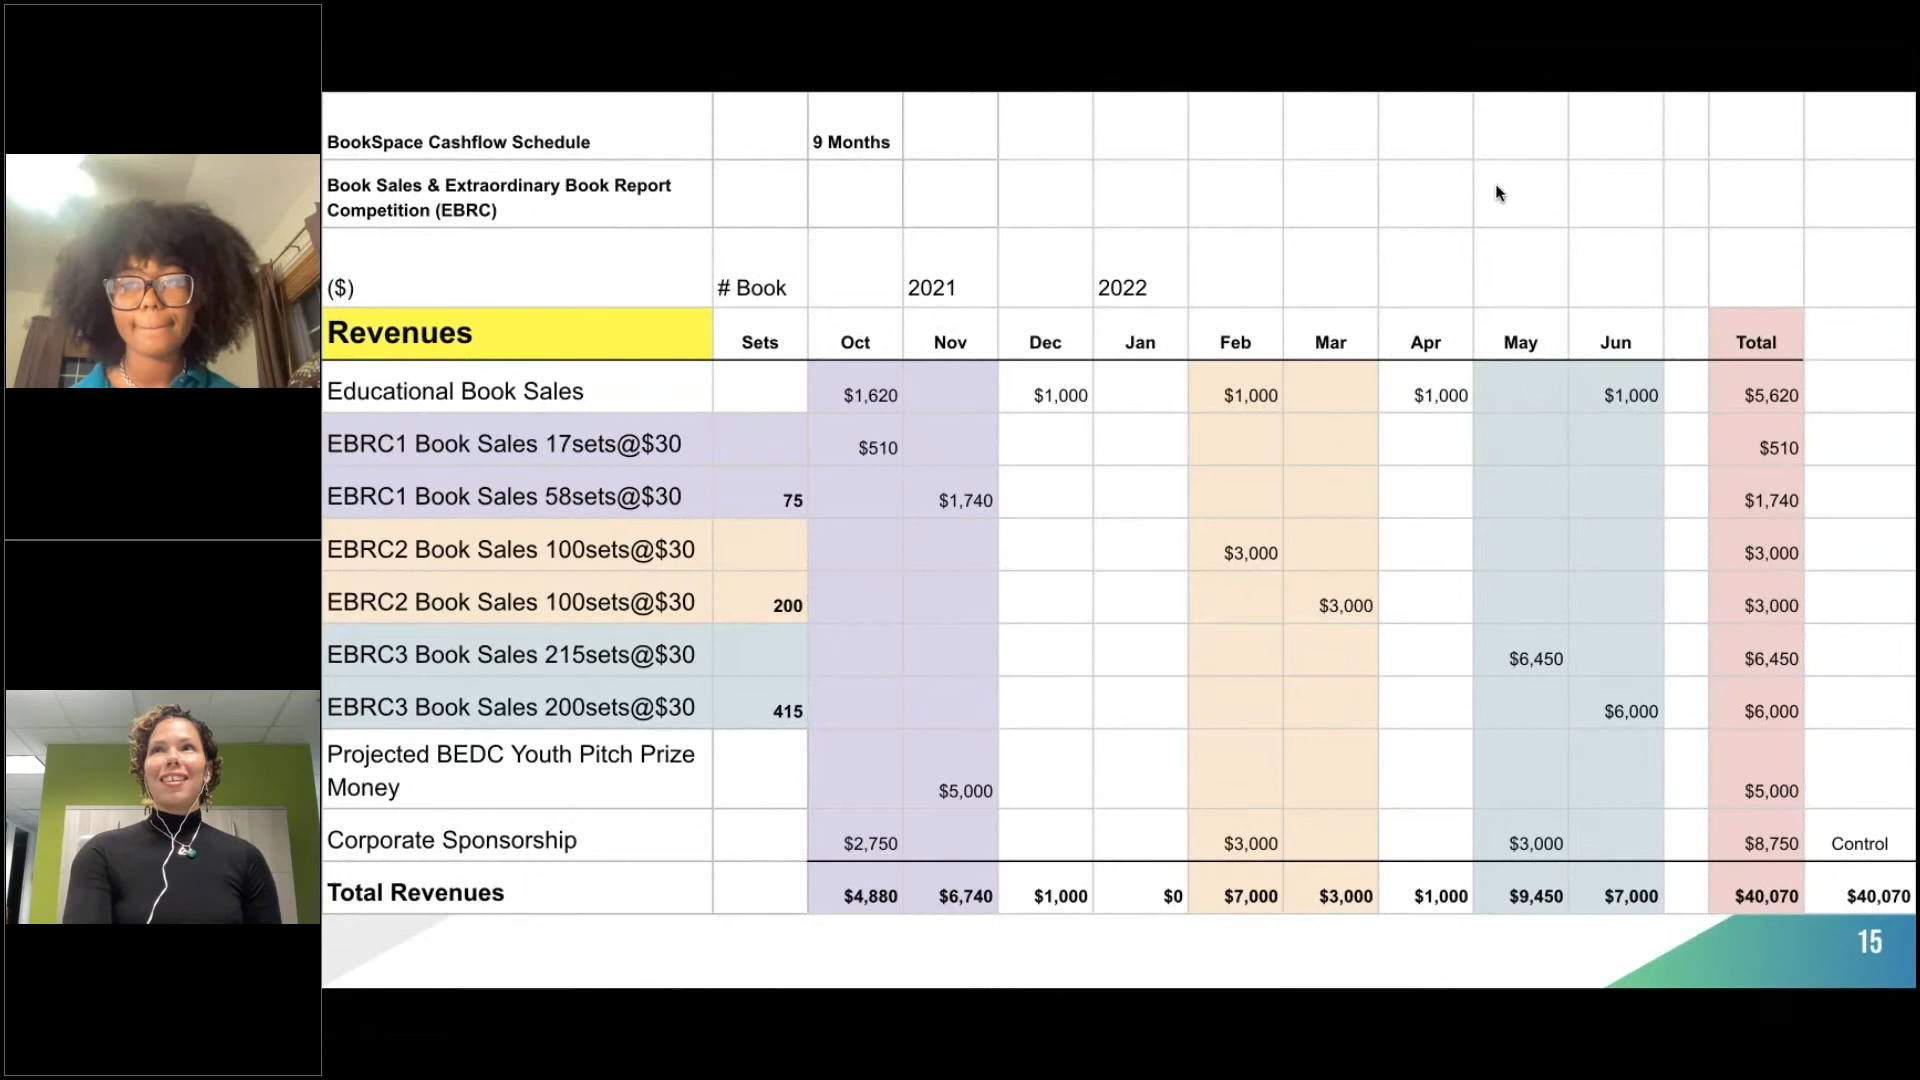 BookSpace Cashflow Schedule 9 Months
Book Sales & Extraordinary Book Report
Competition (EBRC)
($) # Book 2021 2022
Revenues Sets Oct Nov Dec Jan Feb Mar Apr May Jun Total
Educational Book Sales $1,620 $1,000 $1,000 $1,000 $1,000 $5,620
EBRC1 Book Sales 17sets@$30 $510 $510
EBRC1 Book Sales 58sets@$30 75 $1,740 $1,740
EBRC2 Book Sales 100sets@$30 $3,000 $3,000
EBRC2 Book Sales 100sets@$30 200 $3,000 $3,000
EBRC3 Book Sales 215sets@$30 $6,450 $6,450
EBRC3 Book Sales 200sets@$30 415 $6,000 $6,000
Projected BEDC Youth Pitch Prize
Money $5,000 $5,000
Corporate Sponsorship $2,750 $3,000 $3,000 $8,750 Control
Total Revenues $4,880 $6,740 $1,000 $0 $7,000 $3,000 $1,000 $9,450 $7,000 $40,070 $40,070
15